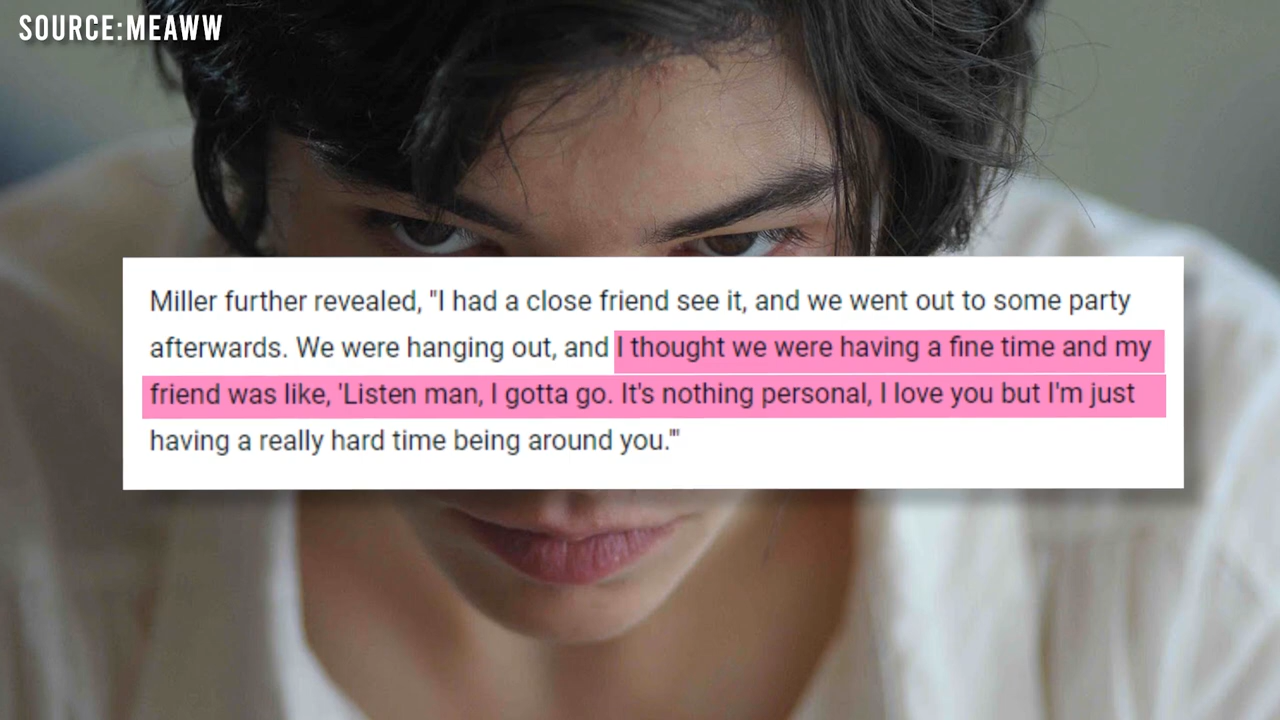 SOURCE:MEAWW
Miller further revealed, "I had a close friend see it, and we went out to some party
afterwards. We were hanging out, and I thought we were having a fine time and my
friend was like, 'Listen man, I gotta go. It's nothing personal, I love you but I'm just
having a really hard time being around you.'"